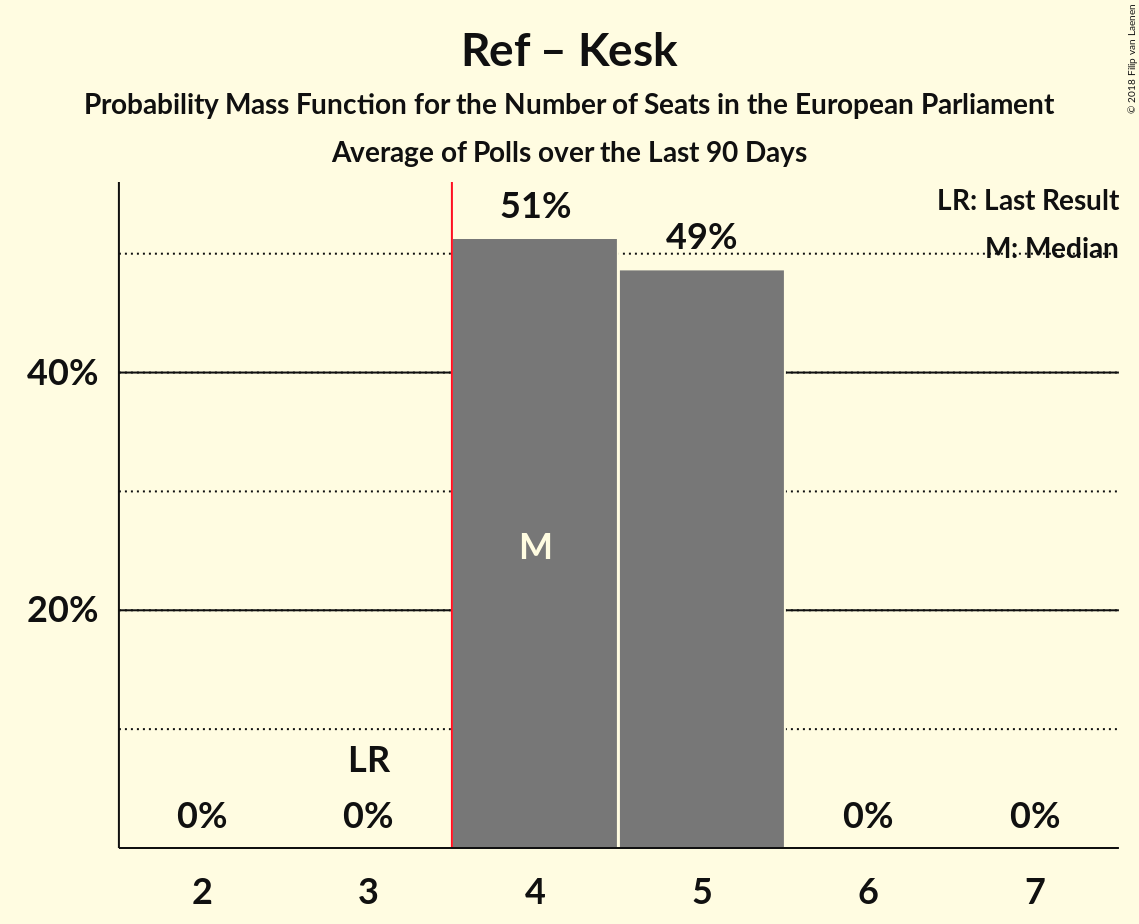 Ref – Kesk
Probability Mass Function for the Number of Seats in the European Parliament
Average of Polls over the Last 90 Days
© 2018 Filip van Laenen
LR: Last Result
M: Median
51%
49%
40%
M
20%
LR
0%
0%
0%
0%
2
3
4
5
6
7